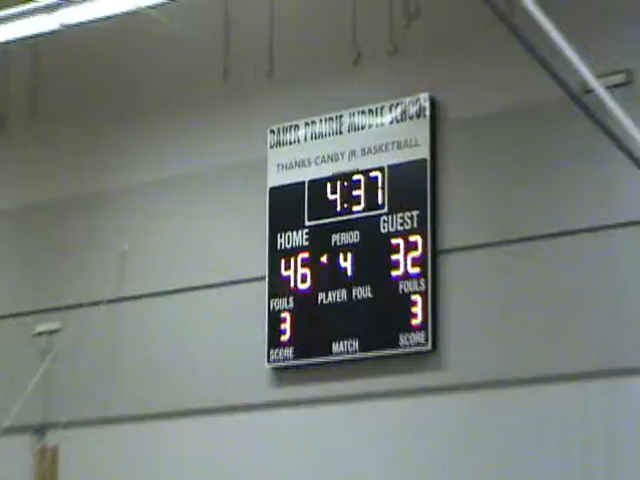 BAKER PRAIRIE MIDDLE SCHOOL
THANKS CANBY JR. BASKETBALL
4:37
HOME PERIOD GUEST
46 4 32
FOULS PLAYER FOUL FOULS
3 3
SCORE MATCH SCORE